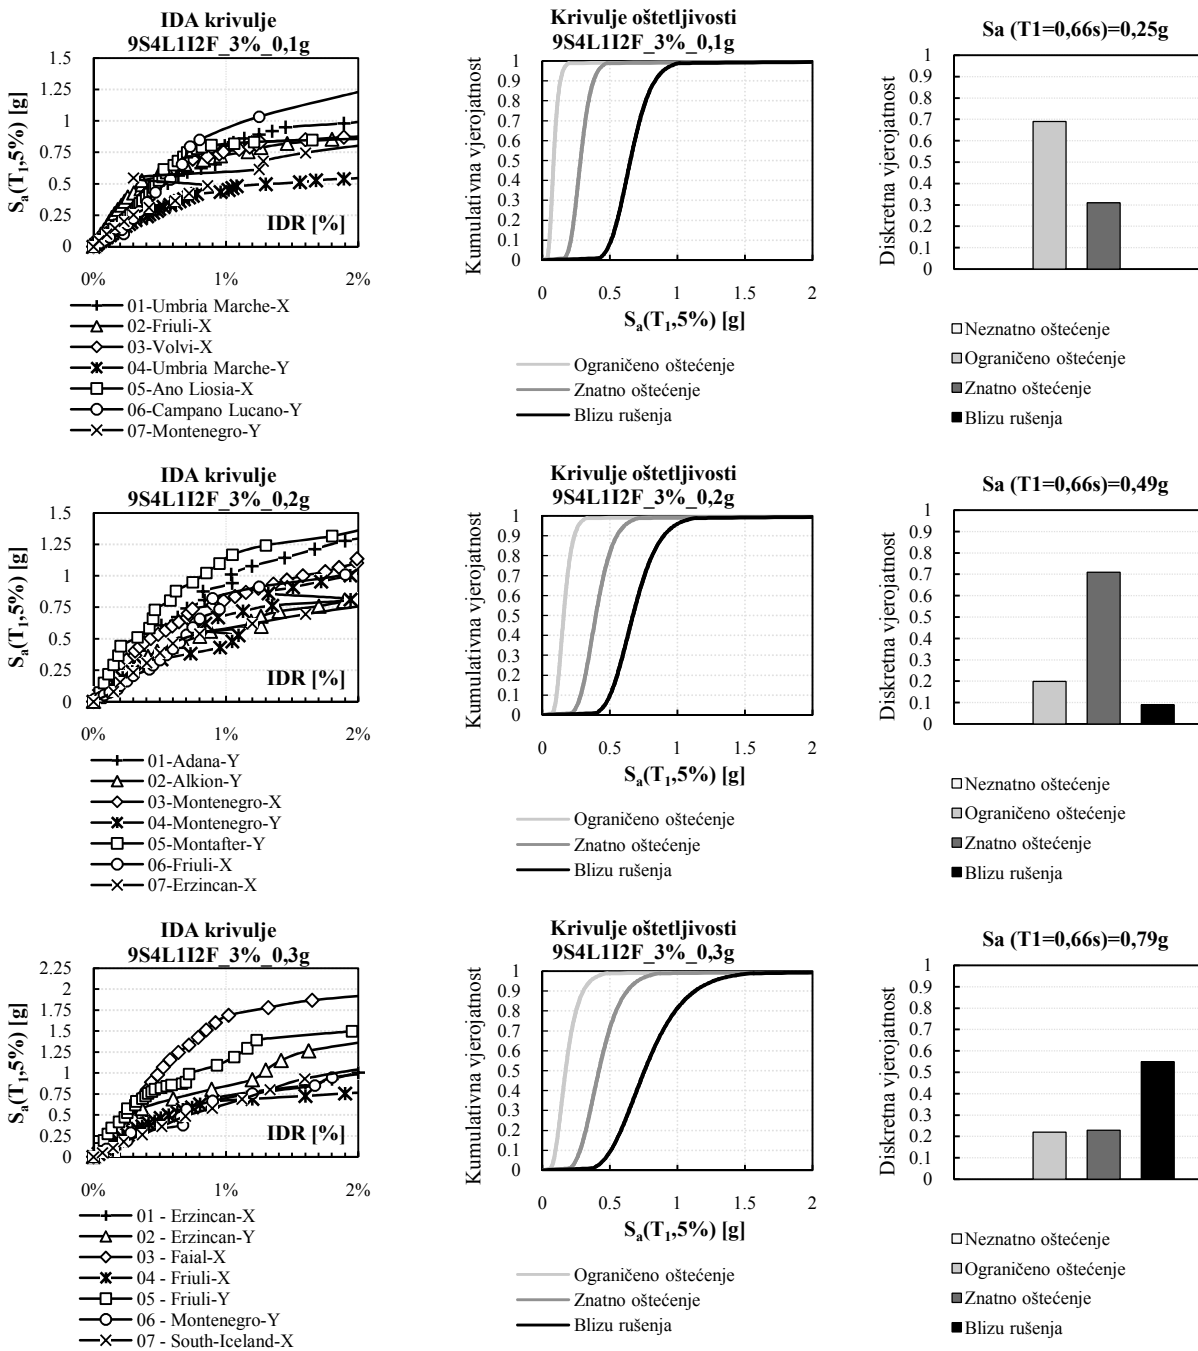 IDA krivulje
9S4L1I2F_3%_0,1g
1.5
1.25
1
0.75
0.5
0.25
0
Sa(T1,5%) [g]
IDR [%]
0% 1% 2%
01-Umbria Marche-X
02-Friuli-X
03-Volvi-X
04-Umbria Marche-Y
05-Ano Liosia-X
06-Campano Lucano-Y
07-Montenegro-Y
Krivulje oštetljivosti
9S4L1I2F_3%_0,1g
Kumulativna vjerojatnost
1
0.9
0.8
0.7
0.6
0.5
0.4
0.3
0.2
0.1
0
0 0.5 1 1.5 2
Sa(T1,5%) [g]
Ograničeno oštećenje
Znatno oštećenje
Blizu rušenja
Sa (T1=0,66s)=0,25g
Diskretna vjerojatnost
1
0.9
0.8
0.7
0.6
0.5
0.4
0.3
0.2
0.1
0
Neznatno oštećenje
Ograničeno oštećenje
Znatno oštećenje
Blizu rušenja
IDA krivulje
9S4L1I2F_3%_0,2g
1.5
1.25
1
0.75
0.5
0.25
0
Sa(T1,5%) [g]
IDR [%]
0% 1% 2%
01-Adana-Y
02-Alkion-Y
03-Montenegro-X
04-Montenegro-Y
05-Montafter-Y
06-Friuli-X
07-Erzincan-X
Krivulje oštetljivosti
9S4L1I2F_3%_0,2g
Kumulativna vjerojatnost
1
0.9
0.8
0.7
0.6
0.5
0.4
0.3
0.2
0.1
0
0 0.5 1 1.5 2
Sa(T1,5%) [g]
Ograničeno oštećenje
Znatno oštećenje
Blizu rušenja
Sa (T1=0,66s)=0,49g
Diskretna vjerojatnost
1
0.9
0.8
0.7
0.6
0.5
0.4
0.3
0.2
0.1
0
Neznatno oštećenje
Ograničeno oštećenje
Znatno oštećenje
Blizu rušenja
IDA krivulje
9S4L1I2F_3%_0,3g
2.25
2
1.75
1.5
1.25
1
0.75
0.5
0.25
0
Sa(T1,5%) [g]
IDR [%]
0% 1% 2%
01 - Erzincan-X
02 - Erzincan-Y
03 - Faial-X
04 - Friuli-X
05 - Friuli-Y
06 - Montenegro-Y
07 - South-Iceland-X
Krivulje oštetljivosti
9S4L1I2F_3%_0,3g
Kumulativna vjerojatnost
1
0.9
0.8
0.7
0.6
0.5
0.4
0.3
0.2
0.1
0
0 0.5 1 1.5 2
Sa(T1,5%) [g]
Ograničeno oštećenje
Znatno oštećenje
Blizu rušenja
Sa (T1=0,66s)=0,79g
Diskretna vjerojatnost
1
0.9
0.8
0.7
0.6
0.5
0.4
0.3
0.2
0.1
0
Neznatno oštećenje
Ograničeno oštećenje
Znatno oštećenje
Blizu rušenja